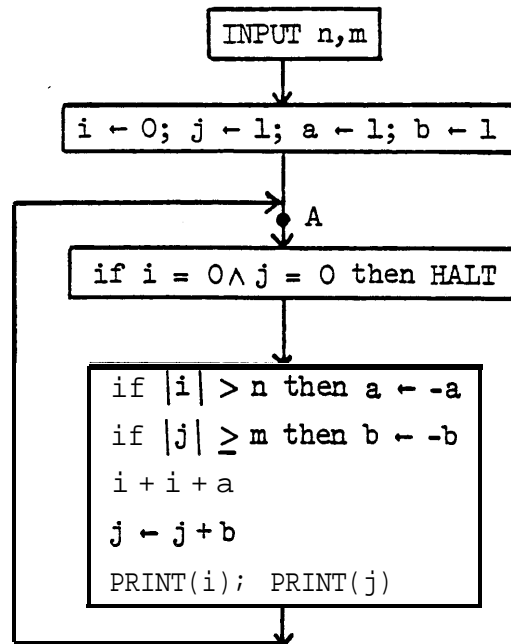 INPUT n,m
i ← 0; j ← 1; a ← 1; b ← 1
A
if i = 0 ∧ j = 0 then HALT
if |i| > n then a ← -a
if |j| ≥ m then b ← -b
i + i + a
j ← j + b
PRINT(i); PRINT(j)